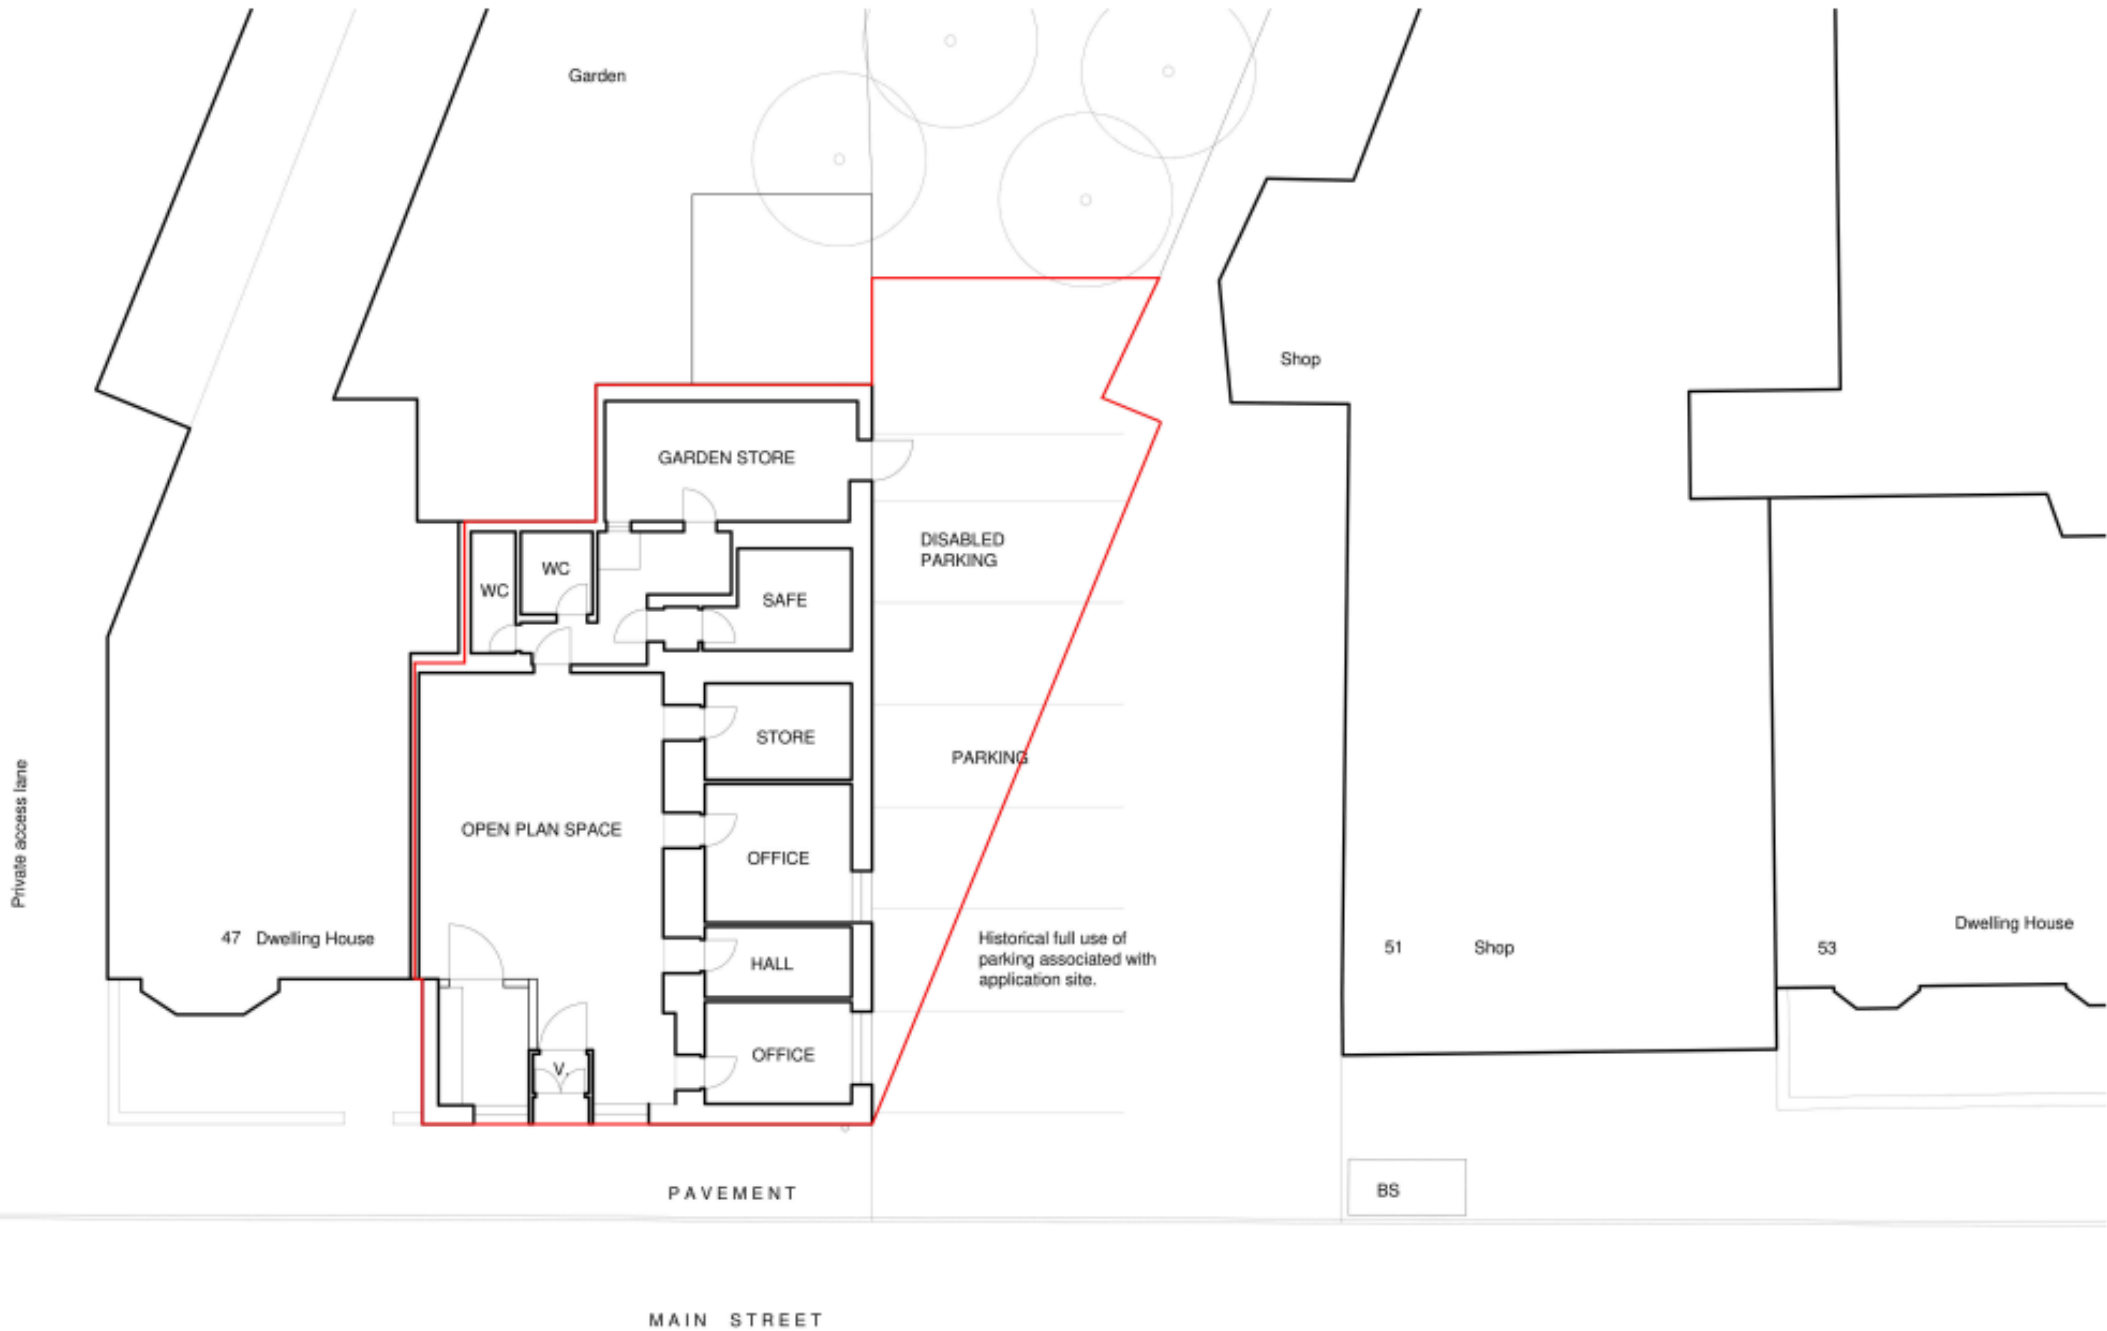 Garden
Shop
GARDEN STORE
DISABLED
PARKING
WC
WC
SAFE
STORE
PARKING
Private access lane
OPEN PLAN SPACE
OFFICE
47 Dwelling House
Historical full use of
parking associated with
application site.
HALL
51 Shop
53
Dwelling House
OFFICE
V.
PAVEMENT
BS
MAIN STREET